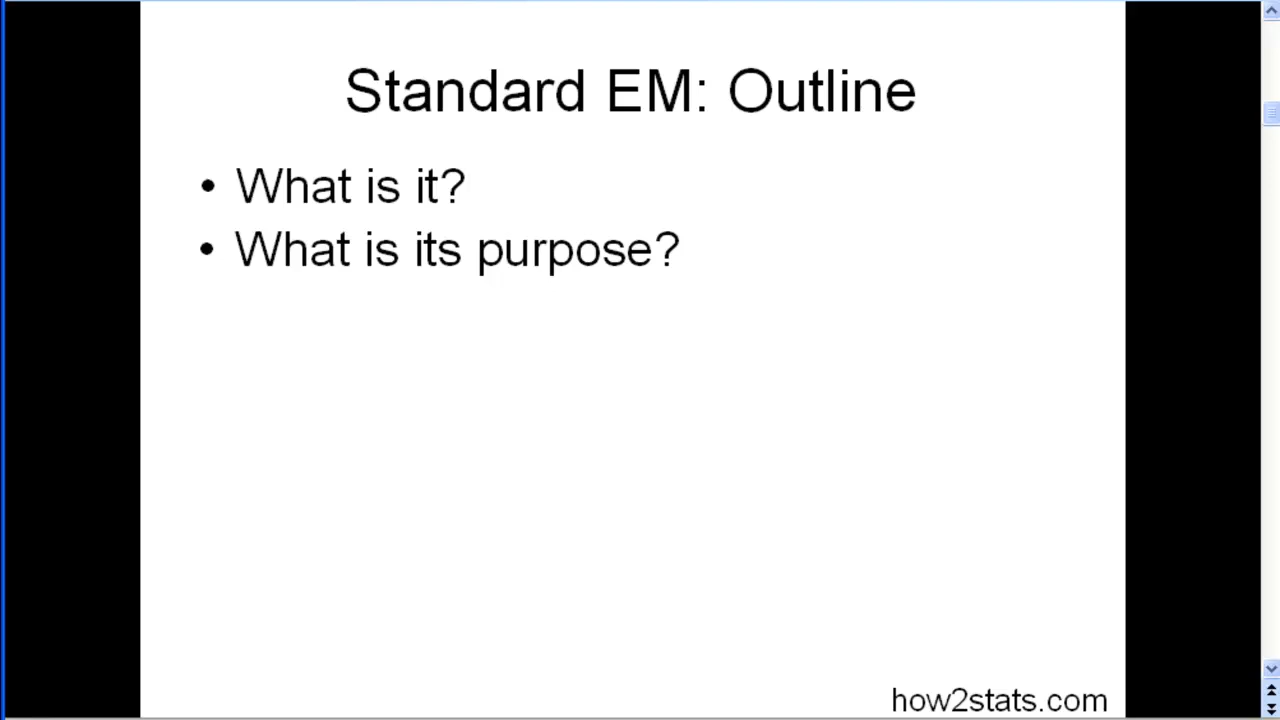 Standard EM: Outline
• What is it?
• What is its purpose?
how2stats.com